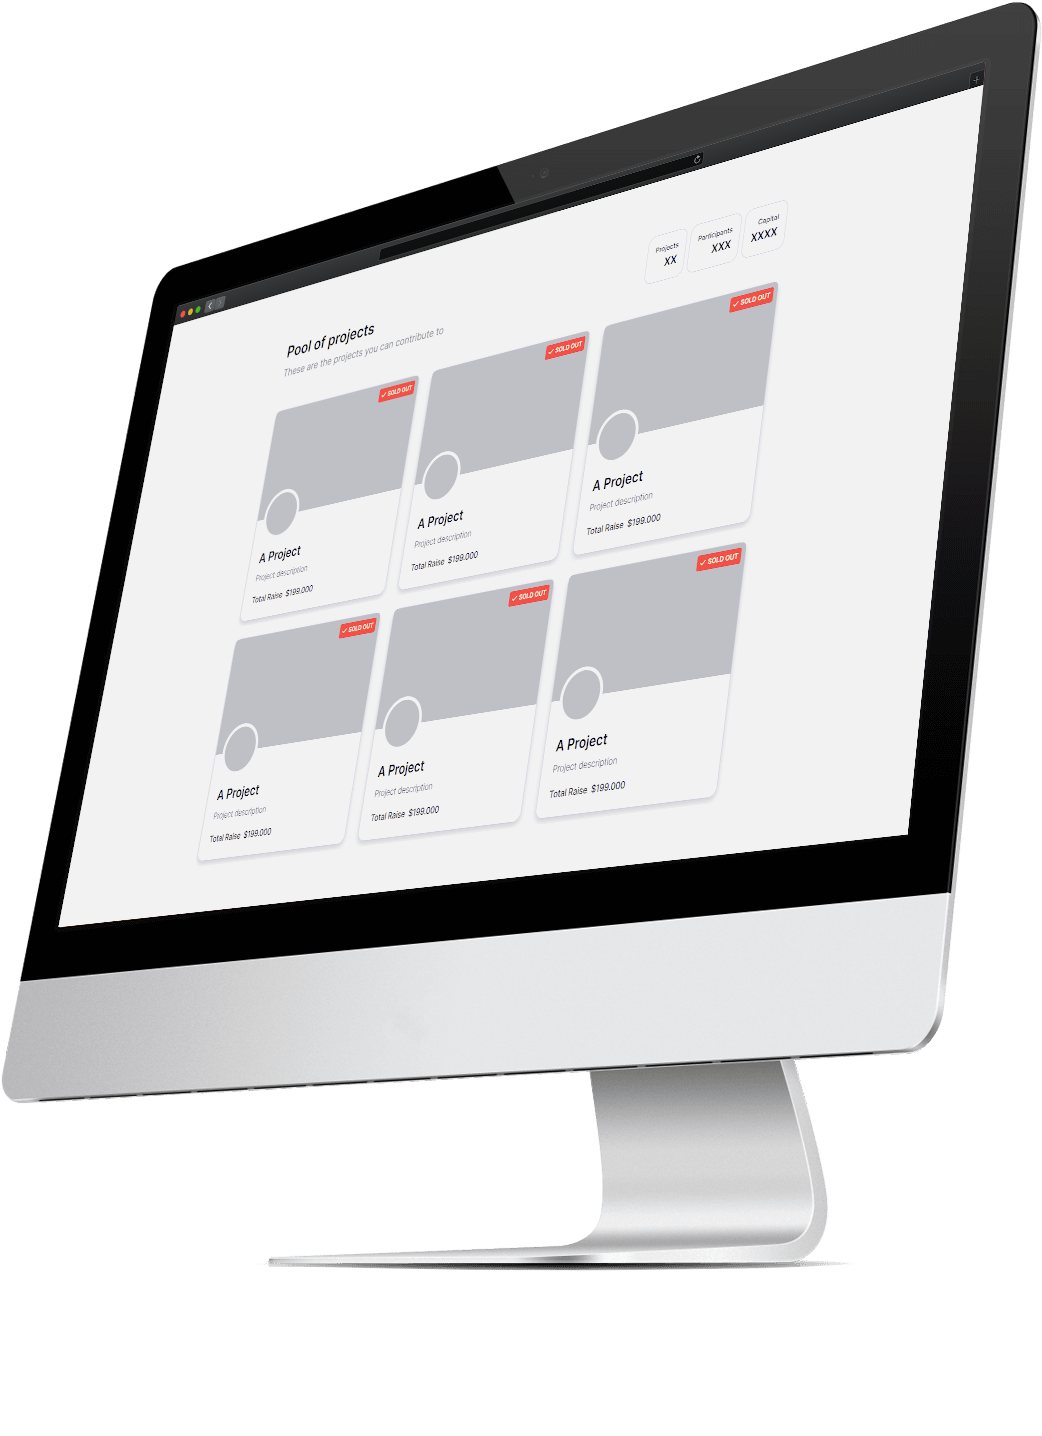 Projects
XX
Participants
XXX
Capital
XXXX
Pool of projects
These are the projects you can contribute to
✓ SOLD OUT
A Project
Project description
Total Raise $199.000
✓ SOLD OUT
A Project
Project description
Total Raise $199.000
✓ SOLD OUT
A Project
Project description
Total Raise $199.000
✓ SOLD OUT
A Project
Project description
Total Raise $199.000
✓ SOLD OUT
A Project
Project description
Total Raise $199.000
✓ SOLD OUT
A Project
Project description
Total Raise $199.000